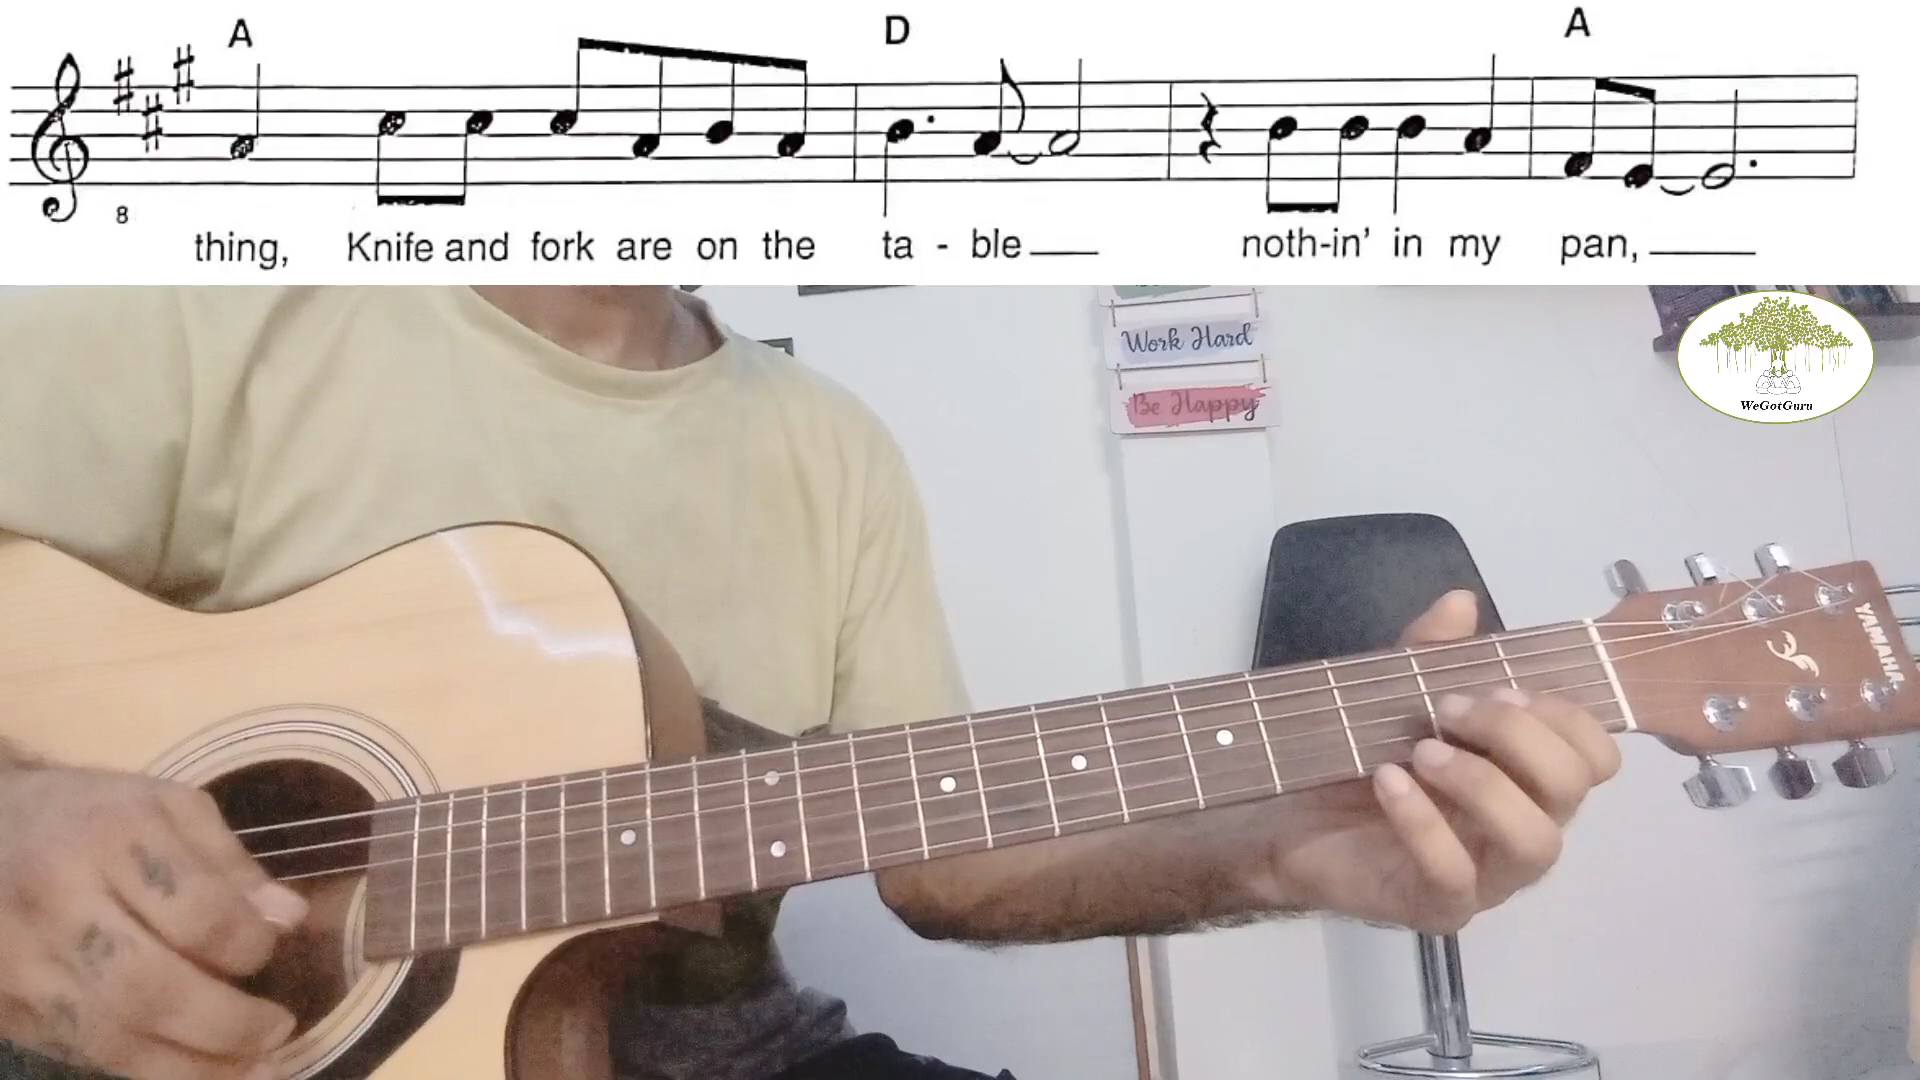 A D A
8
thing, Knife and fork are on the ta - ble noth-in' in my pan,
Work Hard
Be Happy
WeGotGuru
YAMAHA